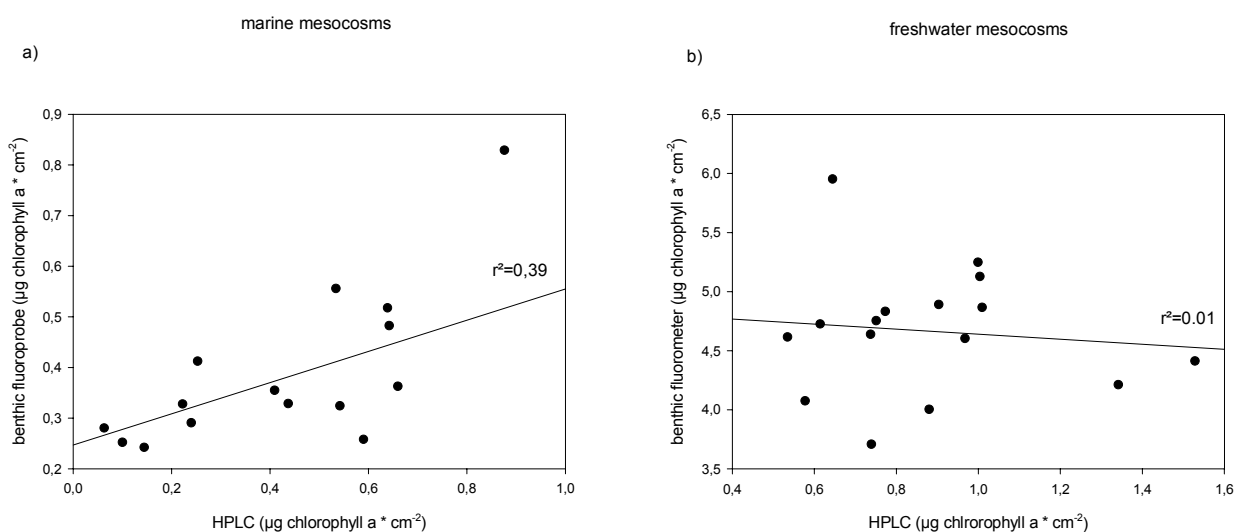 marine mesocosms
a)
benthic fluoroprobe (µg chlorophyll a * cm⁻²)
0,9
0,8
0,7
0,6
0,5
0,4
0,3
0,2
r²=0,39
0,0 0,2 0,4 0,6 0,8 1,0
HPLC (µg chlorophyll a * cm⁻²)
freshwater mesocosms
b)
benthic fluorometer (µg chlorophyll a * cm⁻²)
6,5
6,0
5,5
5,0
4,5
4,0
3,5
r²=0.01
0,4 0,6 0,8 1,0 1,2 1,4 1,6
HPLC (µg chlrorophyll a * cm⁻²)